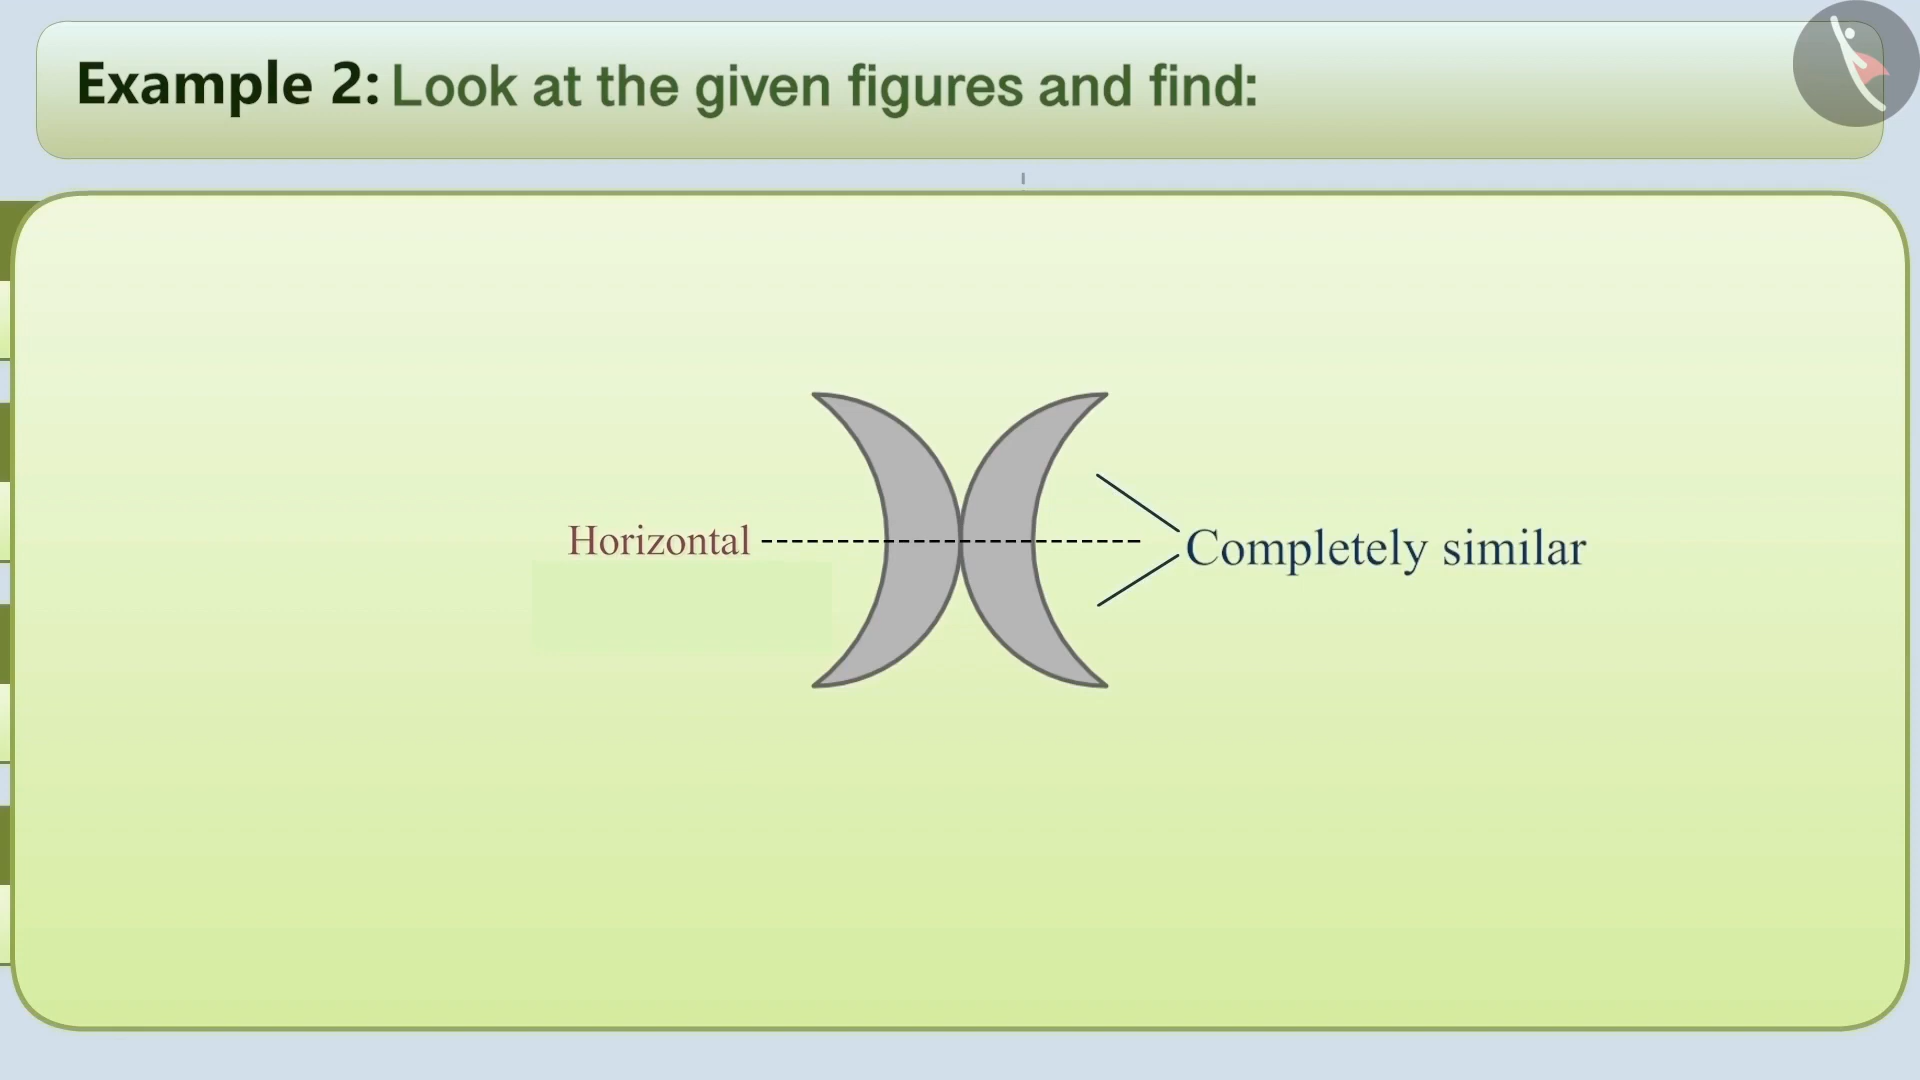 Example 2: Look at the given figures and find:
Horizontal
Completely similar